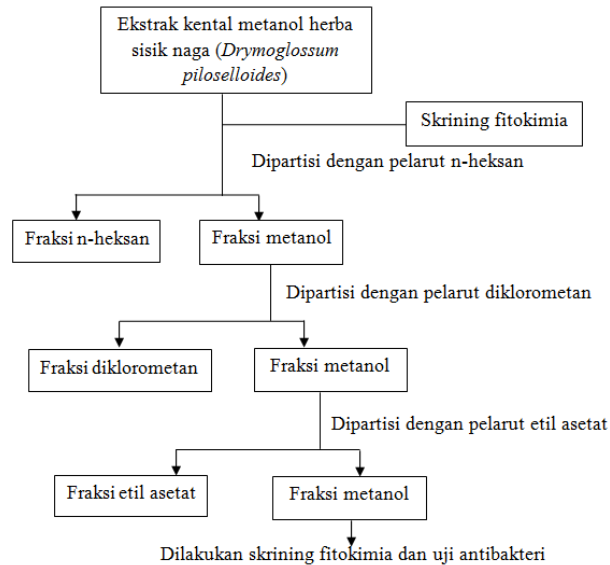 Ekstrak kental metanol herba
sisik naga (Drymoglossum
piloselloides)
Skrining fitokimia
Dipartisi dengan pelarut n-heksan
Fraksi n-heksan
Fraksi metanol
Dipartisi dengan pelarut diklorometan
Fraksi diklorometan
Fraksi metanol
Dipartisi dengan pelarut etil asetat
Fraksi etil asetat
Fraksi metanol
Dilakukan skrining fitokimia dan uji antibakteri